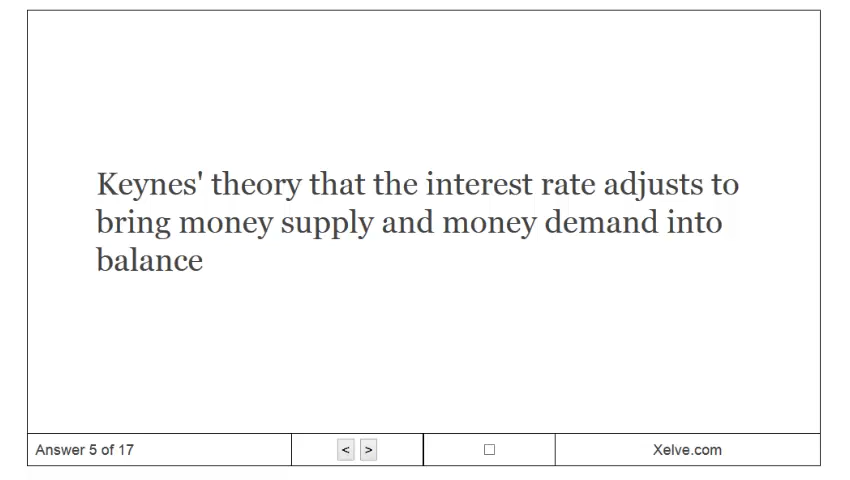 Keynes' theory that the interest rate adjusts to
bring money supply and money demand into
balance
Answer 5 of 17
< >
Xelve.com